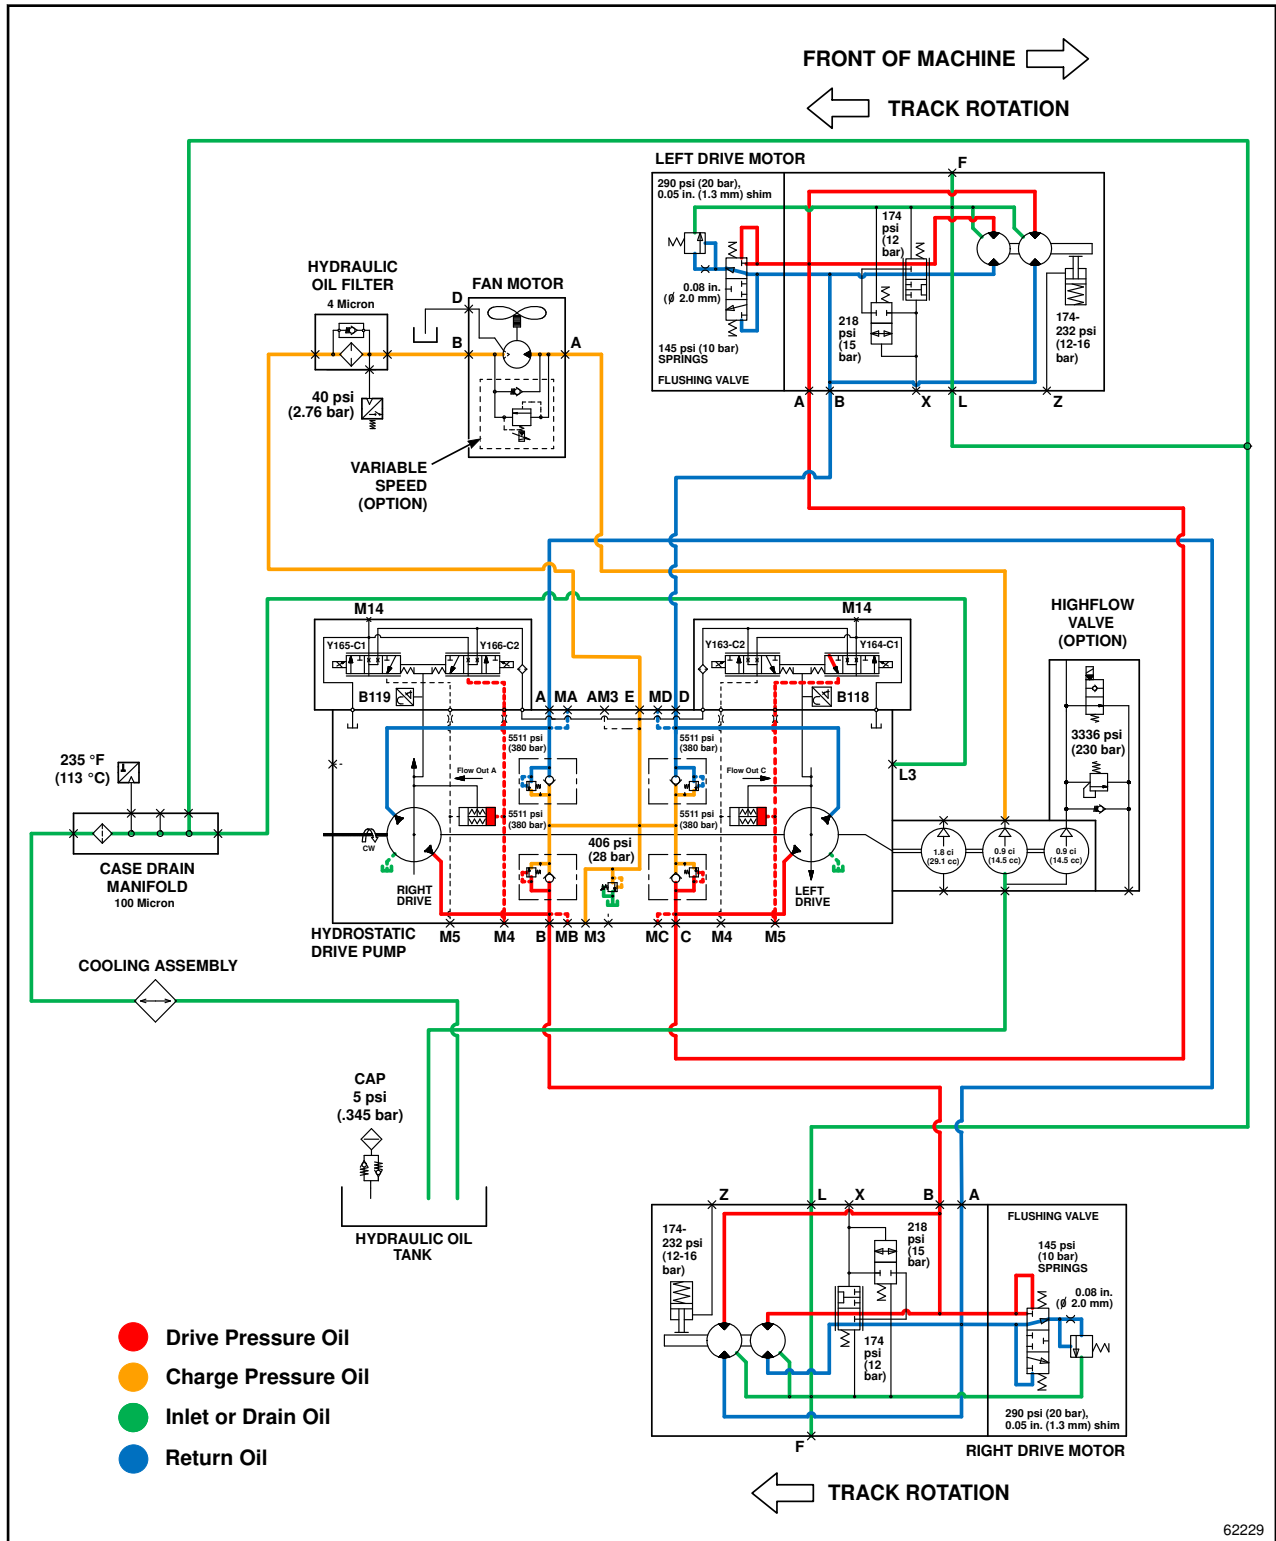 FRONT OF MACHINE
TRACK ROTATION
LEFT DRIVE MOTOR
F
290 psi (20 bar),
0.05 in. (1.3 mm) shim
174
psi
(12
bar)
0.08 in.
(Ø 2.0 mm)
218
psi
(15
bar)
174-
232 psi
(12-16
bar)
145 psi (10 bar)
SPRINGS
FLUSHING VALVE
A
B
X
L
Z
HYDRAULIC
OIL FILTER
4 Micron
FAN MOTOR
D
B
A
40 psi
(2.76 bar)
VARIABLE
SPEED
(OPTION)
M14
M14
HIGHFLOW
VALVE
(OPTION)
Y165-C1
Y166-C2
Y163-C2
Y164-C1
B119
A
MA
AM3
E
MD
D
B118
5511 psi
(380 bar)
5511 psi
(380 bar)
3336 psi
(230 bar)
235 °F
(113 °C)
Flow Out A
Flow Out C
L3
5511 psi
(380 bar)
5511 psi
(380 bar)
CW
406 psi
(28 bar)
1.8 ci
(29.1 cc)
0.9 ci
(14.5 cc)
0.9 ci
(14.5 cc)
CASE DRAIN
MANIFOLD
100 Micron
RIGHT
DRIVE
LEFT
DRIVE
HYDROSTATIC
DRIVE PUMP
M5
M4
B
MB
M3
MC
C
M4
M5
COOLING ASSEMBLY
CAP
5 psi
(.345 bar)
HYDRAULIC OIL
TANK
Z
L
X
B
A
174-
232 psi
(12-16
bar)
218
psi
(15
bar)
FLUSHING VALVE
145 psi
(10 bar)
SPRINGS
0.08 in.
(Ø 2.0 mm)
174
psi
(12
bar)
290 psi (20 bar),
0.05 in. (1.3 mm) shim
F
RIGHT DRIVE MOTOR
Drive Pressure Oil
Charge Pressure Oil
Inlet or Drain Oil
Return Oil
TRACK ROTATION
62229